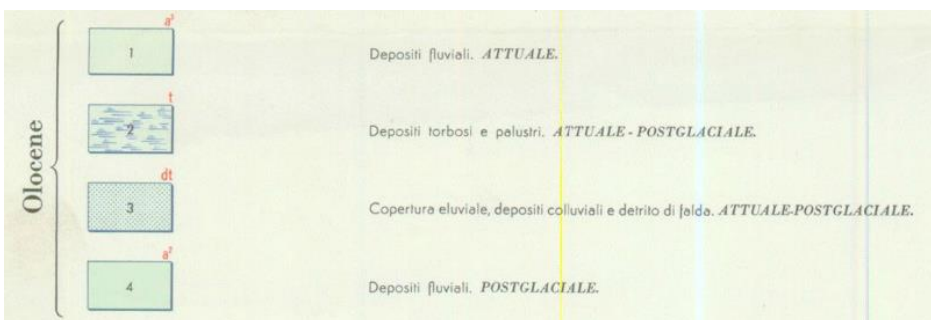 Olocene
a³
1
Depositi fluviali. ATTUALE.
t
2
Depositi torbosi e palustri. ATTUALE - POSTGLACIALE.
dt
3
Copertura eluviale, depositi colluviali e detrito di falda. ATTUALE-POSTGLACIALE.
a²
4
Depositi fluviali. POSTGLACIALE.